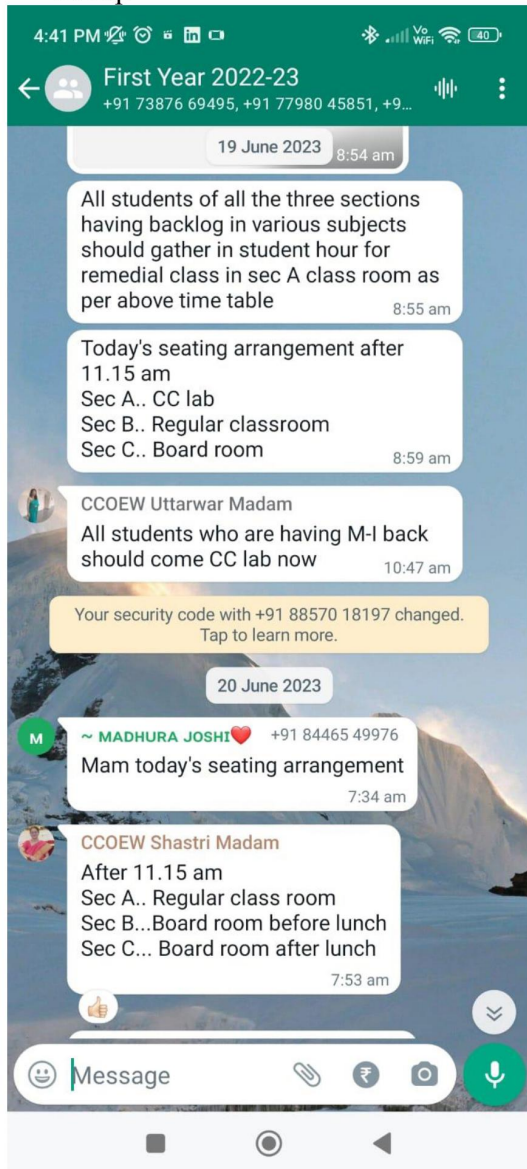 4:41 PM
Vo
WiFi
40
First Year 2022-23
+91 73876 69495, +91 77980 45851, +9...
19 June 2023
8:54 am
All students of all the three sections
having backlog in various subjects
should gather in student hour for
remedial class in sec A class room as
per above time table
8:55 am
Today's seating arrangement after
11.15 am
Sec A.. CC lab
Sec B.. Regular classroom
Sec C.. Board room
8:59 am
CCOEW Uttarwar Madam
All students who are having M-I back
should come CC lab now
10:47 am
Your security code with +91 88570 18197 changed.
Tap to learn more.
20 June 2023
M
~ MADHURA JOSHI❤️ +91 84465 49976
Mam today's seating arrangement
7:34 am
CCOEW Shastri Madam
After 11.15 am
Sec A.. Regular class room
Sec B...Board room before lunch
Sec C... Board room after lunch
7:53 am
Message